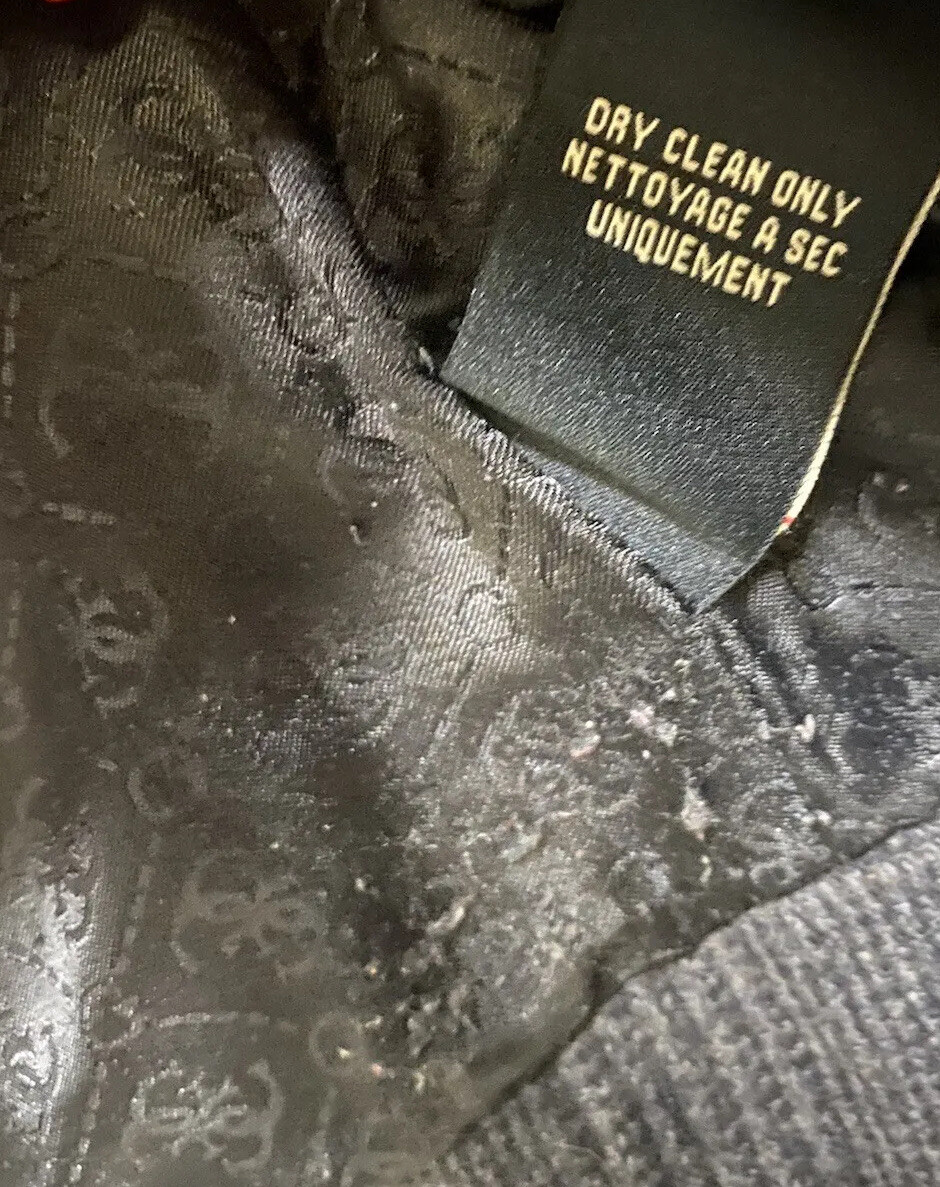 DRY CLEAN ONLY
NETTOYAGE A SEC
UNIQUEMENT